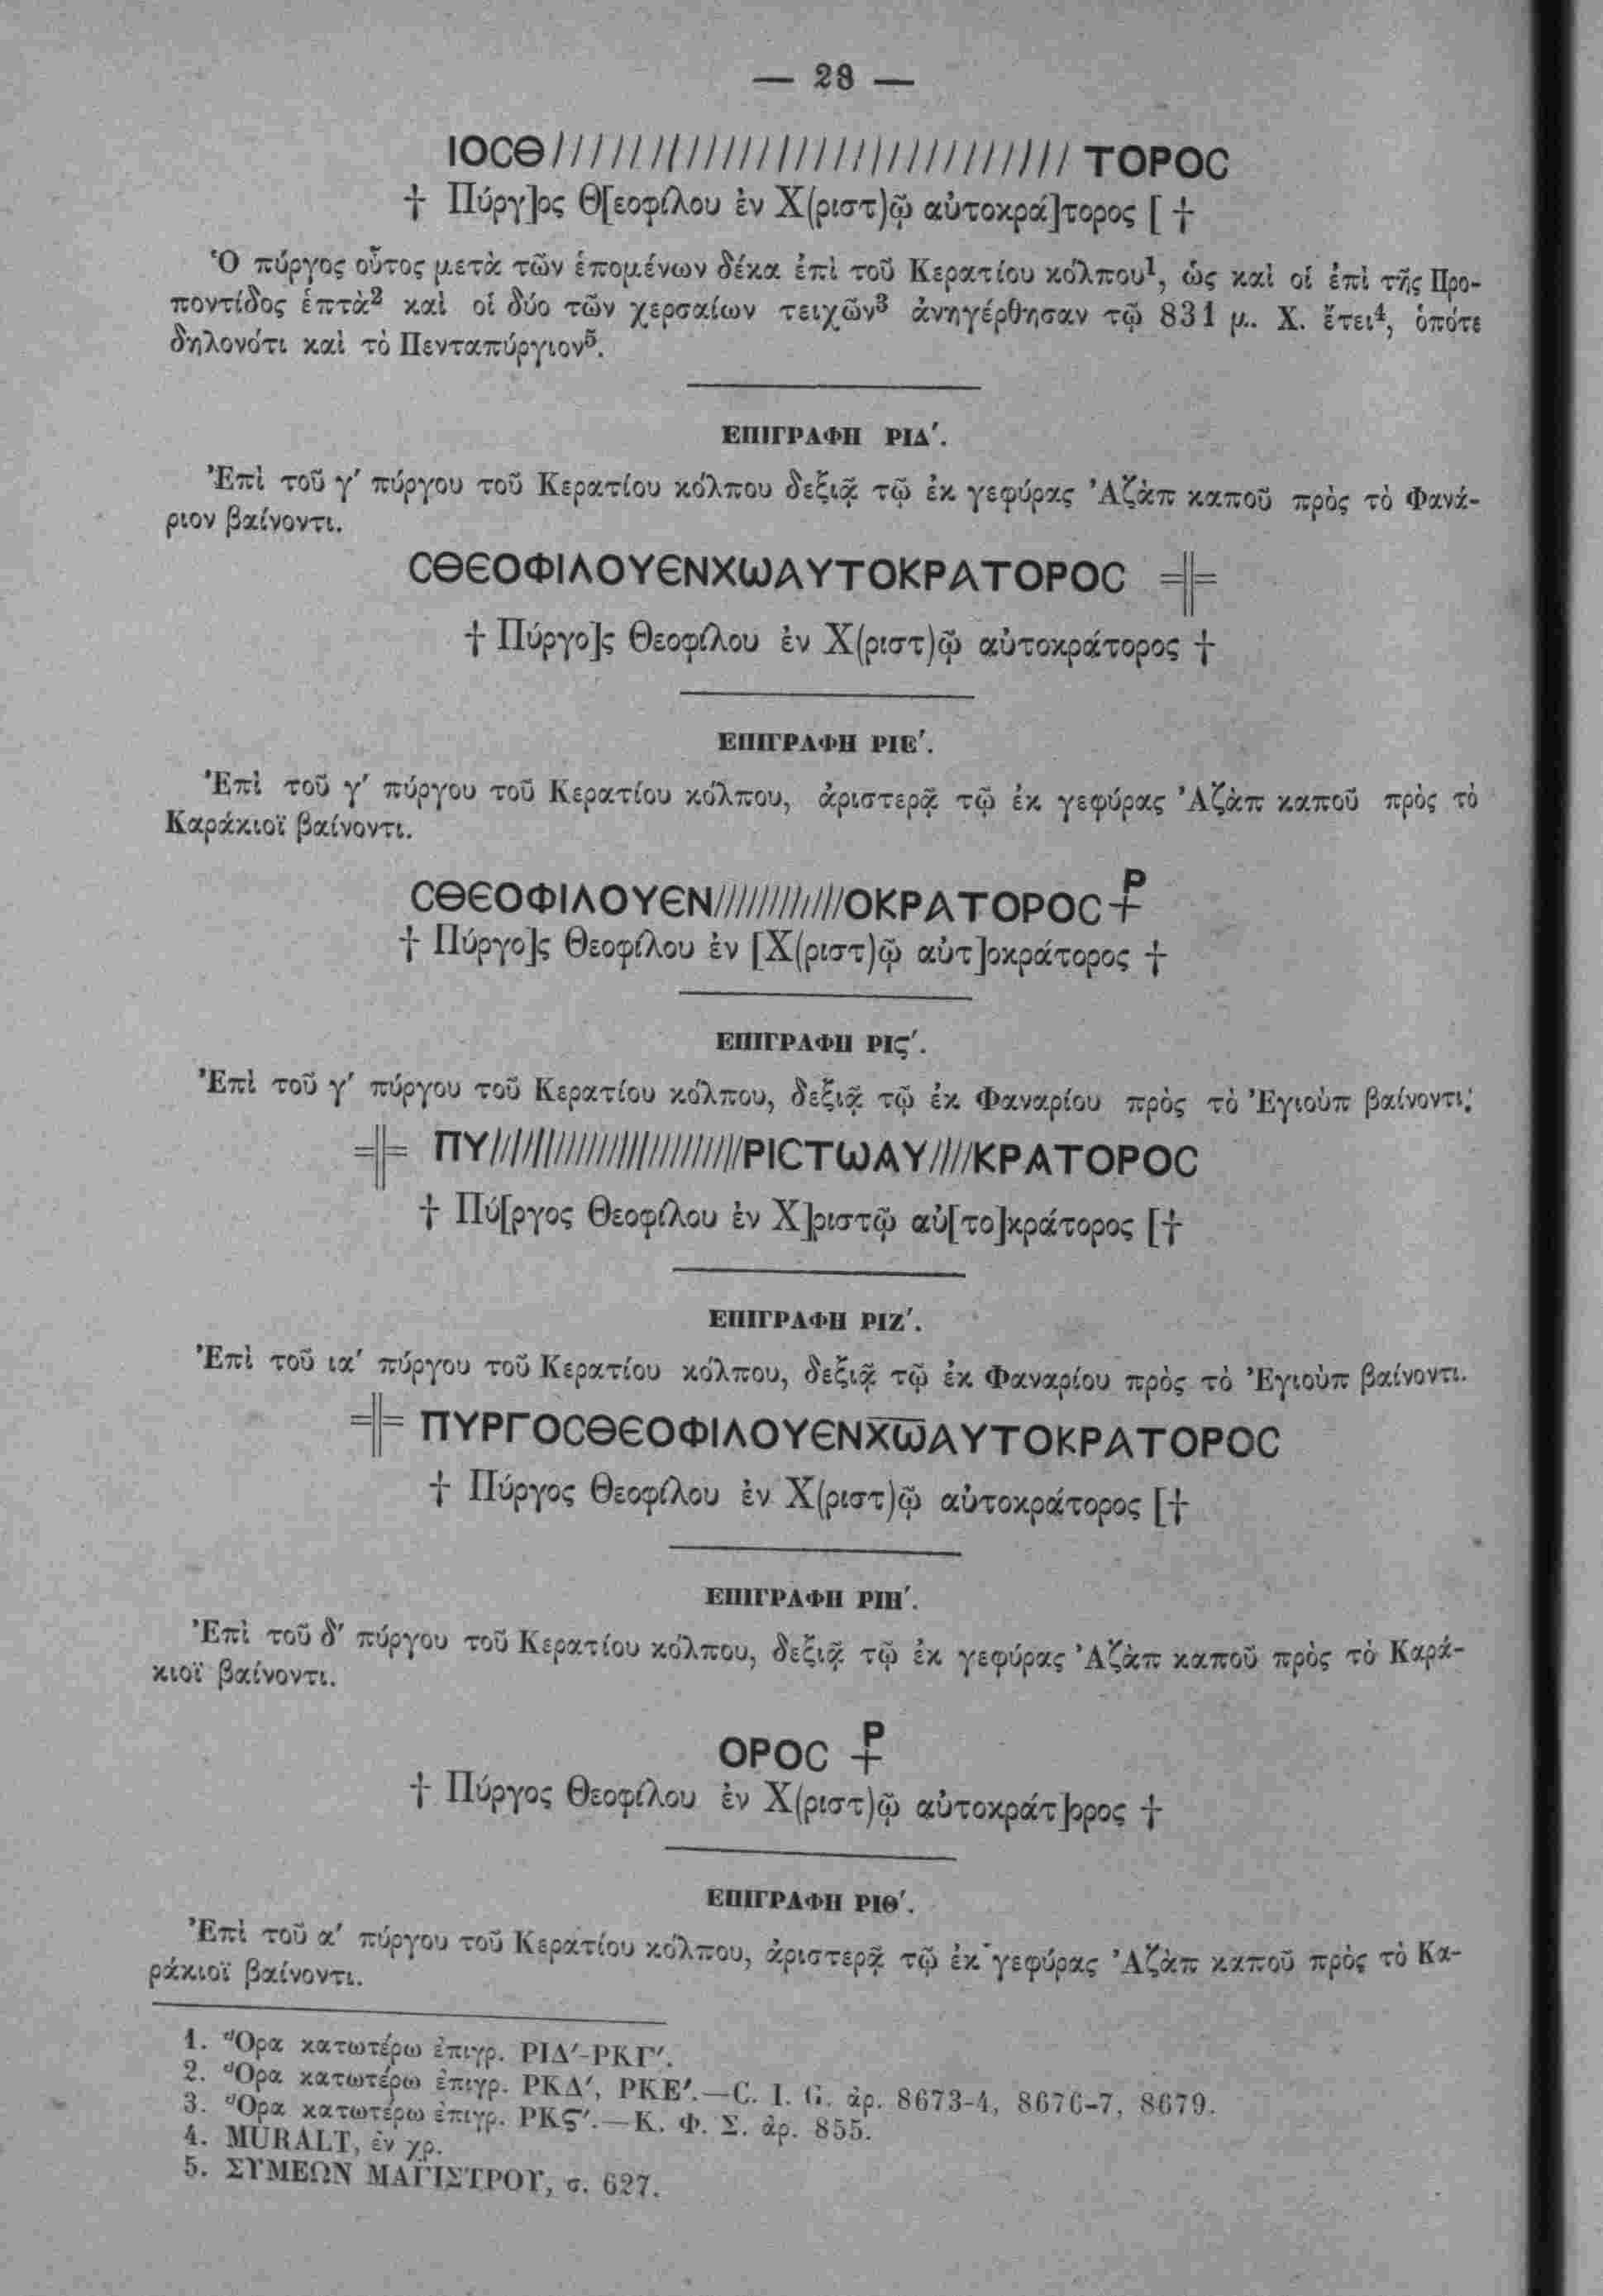 — 28 —
ΙΟϹΘ//////////////////////////////ΤΟΡΟϹ
† Πύργ]ος Θ[εοφίλου ἐν Χ(ριστ)ῷ αὐτοκρά]τορος [ †
Ὁ πύργος οὗτος μετὰ τῶν ἑπομένων δέκα ἐπὶ τοῦ Κερατίου κόλπου¹, ὡς καὶ οἱ ἐπὶ τῆς Προ-
ποντίδος ἑπτὰ² καὶ οἱ δύο τῶν χερσαίων τειχῶν³ ἀνηγέρθησαν τῷ 831 μ. Χ. ἔτει⁴, ὁπότε
δηλονότι καὶ τὸ Πενταπύργιον⁵.
ΕΠΙΓΡΑΦΗ ΡΙΔ′.
Ἐπὶ τοῦ γ′ πύργου τοῦ Κερατίου κόλπου δεξιᾷ τῷ ἐκ γεφύρας Ἀζὰπ καποῦ πρὸς τὸ Φανά-
ριον βαίνοντι.
ϹΘЄΟΦΙΛΟΥЄΝΧѠΑΥΤΟΚΡΑΤΟΡΟϹ ╬
† Πύργο]ς Θεοφίλου ἐν Χ(ριστ)ῷ αὐτοκράτορος †
ΕΠΙΓΡΑΦΗ ΡΙΕ′.
Ἐπὶ τοῦ γ′ πύργου τοῦ Κερατίου κόλπου, ἀριστερᾷ τῷ ἐκ γεφύρας Ἀζὰπ καποῦ πρὸς τὸ
Καράκιοϊ βαίνοντι.
ϹΘЄΟΦΙΛΟΥЄΝ////////////ΟΚΡΑΤΟΡΟϹ⳨
† Πύργο]ς Θεοφίλου ἐν [Χ(ριστ)ῷ αὐτ]οκράτορος †
ΕΠΙΓΡΑΦΗ ΡΙϚ′.
Ἐπὶ τοῦ γ′ πύργου τοῦ Κερατίου κόλπου, δεξιᾷ τῷ ἐκ Φαναρίου πρὸς τὸ Ἐγιοὺπ βαίνοντι.
╬ ΠΥ//////////////////////ΡΙϹΤѠΑΥ////ΚΡΑΤΟΡΟϹ
† Πύ[ργος Θεοφίλου ἐν Χ]ριστῷ αὐ[το]κράτορος [†
ΕΠΙΓΡΑΦΗ ΡΙΖ′.
Ἐπὶ τοῦ ια′ πύργου τοῦ Κερατίου κόλπου, δεξιᾷ τῷ ἐκ Φαναρίου πρὸς τὸ Ἐγιοὺπ βαίνοντι.
╬ ΠΥΡΓΟϹΘЄΟΦΙΛΟΥЄΝΧ̅Ѡ̅ΑΥΤΟΚΡΑΤΟΡΟϹ
† Πύργος Θεοφίλου ἐν Χ(ριστ)ῷ αὐτοκράτορος [†
ΕΠΙΓΡΑΦΗ ΡΙΗ′.
Ἐπὶ τοῦ δ′ πύργου τοῦ Κερατίου κόλπου, δεξιᾷ τῷ ἐκ γεφύρας Ἀζὰπ καποῦ πρὸς τὸ Καρά-
κιοϊ βαίνοντι.
ΟΡΟϹ ⳨
† Πύργος Θεοφίλου ἐν Χ(ριστ)ῷ αὐτοκράτ]ορος †
ΕΠΙΓΡΑΦΗ ΡΙΘ′.
Ἐπὶ τοῦ α′ πύργου τοῦ Κερατίου κόλπου, ἀριστερᾷ τῷ ἐκ γεφύρας Ἀζὰπ καποῦ πρὸς τὸ Κα-
ράκιοϊ βαίνοντι.
1. Ὅρα κατωτέρω ἐπιγρ. ΡΙΔ′-ΡΚΓ′.
2. Ὅρα κατωτέρω ἐπιγρ. ΡΚΔ′, ΡΚΕ′.—C. I. G. ἀρ. 8673-4, 8676-7, 8679.
3. Ὅρα κατωτέρω ἐπιγρ. ΡΚϚ′.—Κ. Φ. Σ. ἀρ. 855.
4. MURALT, ἐν χρ.
5. ΣΥΜΕΩΝ ΜΑΓΙΣΤΡΟΥ, σ. 627.